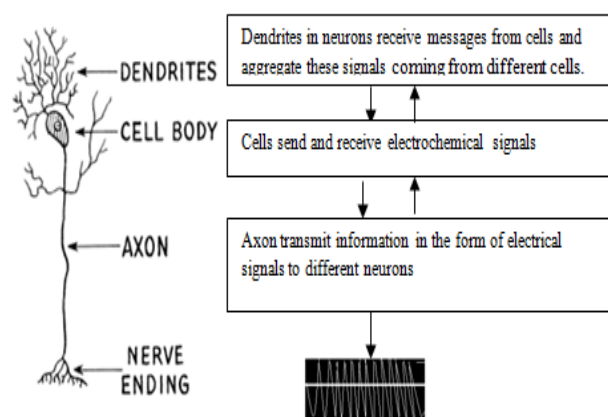 DENDRITES
CELL BODY
AXON
NERVE
ENDING
Dendrites in neurons receive messages from cells and
aggregate these signals coming from different cells.
Cells send and receive electrochemical signals
Axon transmit information in the form of electrical
signals to different neurons